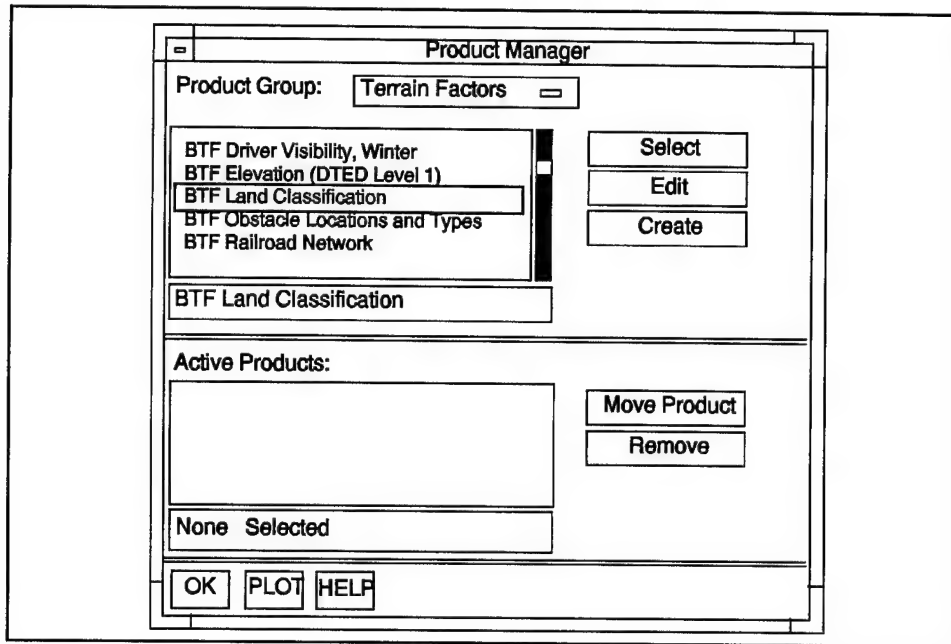 Product Manager
Product Group: Terrain Factors
BTF Driver Visibility, Winter
BTF Elevation (DTED Level 1)
BTF Land Classification
BTF Obstacle Locations and Types
BTF Railroad Network
Select
Edit
Create
BTF Land Classification
Active Products:
Move Product
Remove
None Selected
OK PLOT HELP